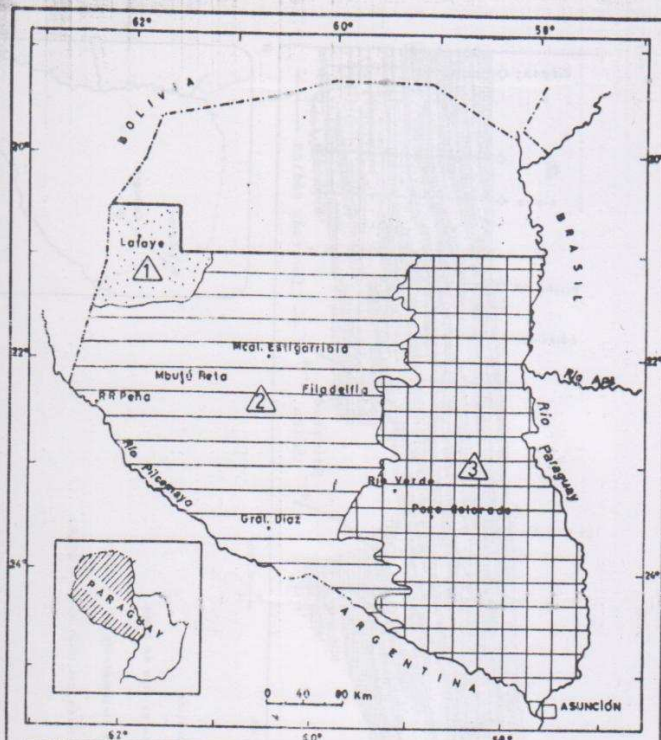 62° 60 58°
BOLIVIA
20° 20°
BRASIL
Lafaye
1
22° 22°
Mcal. Estigarribia
Río APA
Filadelfia
R.R Peña
2
Río Paraguay
3
Río Verde
Río Pilcomayo
Pozo Colorado
Gral. Díaz
24° 24°
PARAGUAY
ARGENTINA
0 40 80 Km
ASUNCIÓN
62° 60° 58°